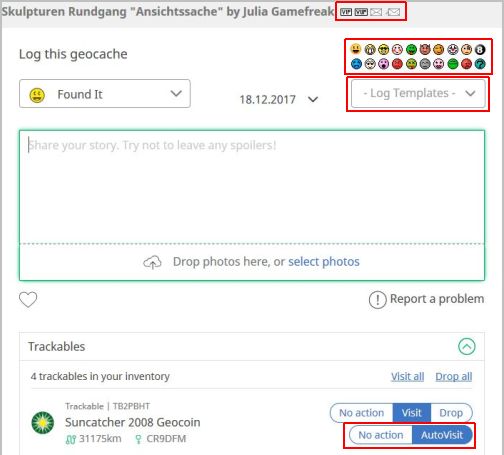 Skulpturen Rundgang "Ansichtssache" by Julia Gamefreak VIP VUP
Log this geocache
Found It
18.12.2017
- Log Templates -
Share your story. Try not to leave any spoilers!
Drop photos here, or select photos
Report a problem
Trackables
4 trackables in your inventory
Visit all Drop all
Trackable | TB2PBHT
Suncatcher 2008 Geocoin
31175km CR9DFM
No action Visit Drop
No action AutoVisit